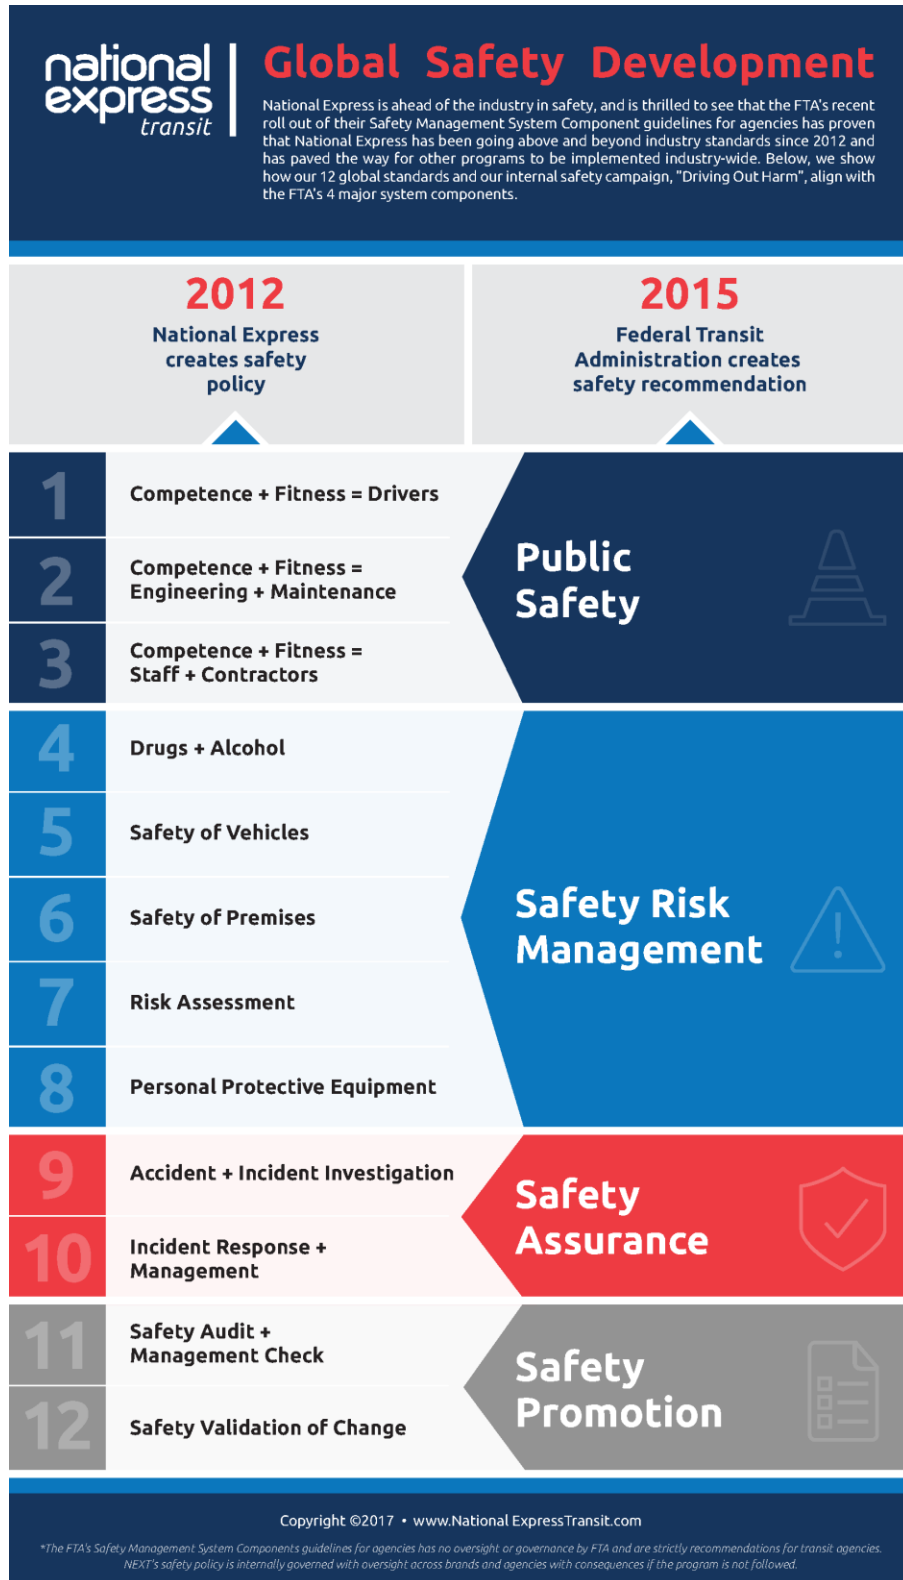 national
express
transit
Global Safety Development
National Express is ahead of the industry in safety, and is thrilled to see that the FTA's recent
roll out of their Safety Management System Component guidelines for agencies has proven
that National Express has been going above and beyond industry standards since 2012 and
has paved the way for other programs to be implemented industry-wide. Below, we show
how our 12 global standards and our internal safety campaign, "Driving Out Harm", align with
the FTA's 4 major system components.
2012
National Express
creates safety
policy
2015
Federal Transit
Administration creates
safety recommendation
1
Competence + Fitness = Drivers
2
Competence + Fitness =
Engineering + Maintenance
3
Competence + Fitness =
Staff + Contractors
Public
Safety
4
Drugs + Alcohol
5
Safety of Vehicles
6
Safety of Premises
7
Risk Assessment
8
Personal Protective Equipment
Safety Risk
Management
9
Accident + Incident Investigation
10
Incident Response +
Management
Safety
Assurance
11
Safety Audit +
Management Check
12
Safety Validation of Change
Safety
Promotion
Copyright ©2017 • www.National ExpressTransit.com
*The FTA's Safety Management System Components guidelines for agencies has no oversight or governance by FTA and are strictly recommendations for transit agencies.
NEXT's safety policy is internally governed with oversight across brands and agencies with consequences if the program is not followed.